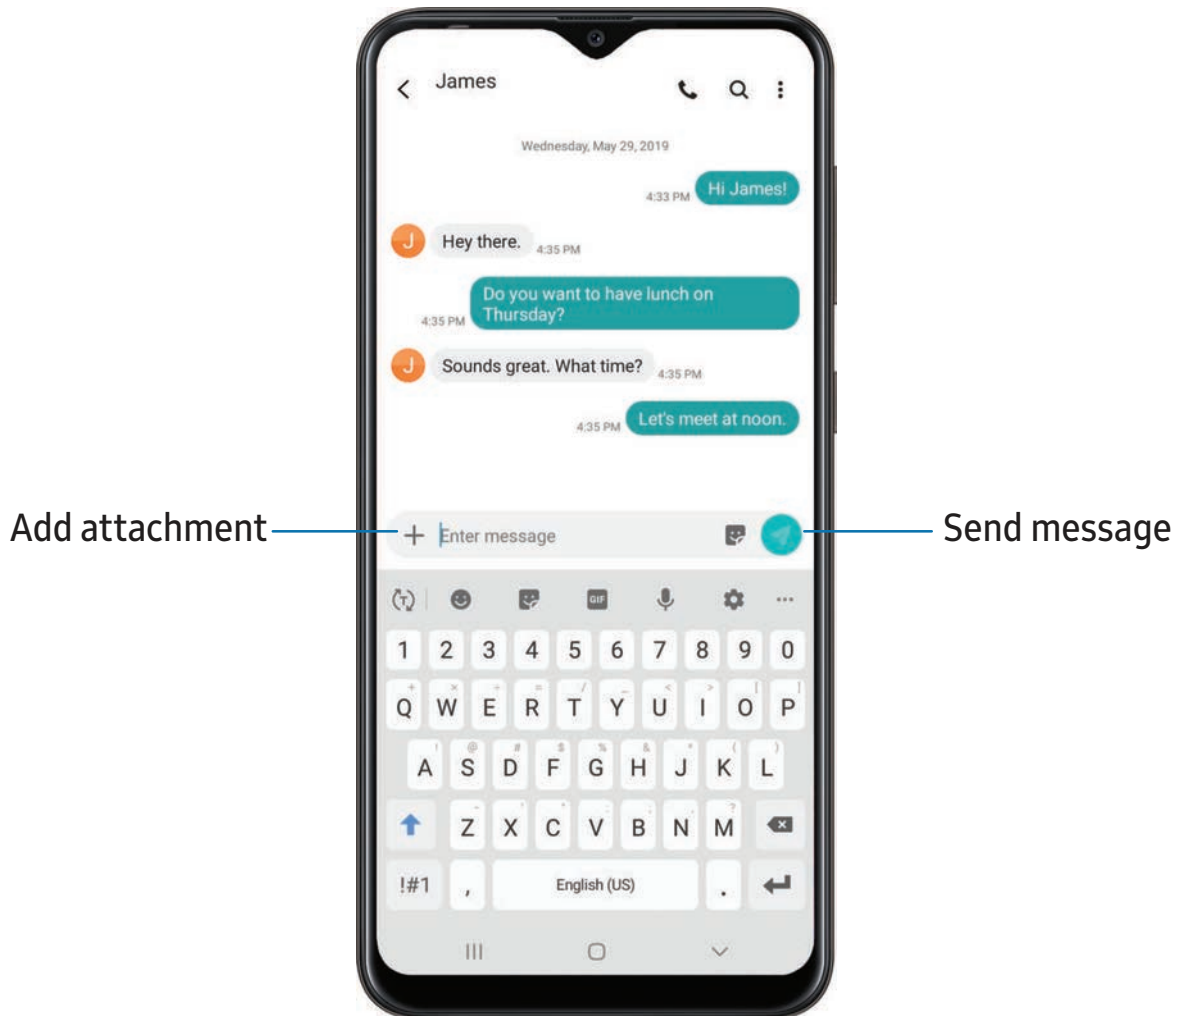 James
Wednesday, May 29, 2019
4:33 PM Hi James!
J Hey there. 4:35 PM
Do you want to have lunch on
4:35 PM Thursday?
J Sounds great. What time? 4:35 PM
4:35 PM Let's meet at noon.
Add attachment + Enter message Send message
T GIF
1 2 3 4 5 6 7 8 9 0
Q W E R T Y U I O P
A S D F G H J K L
Z X C V B N M
!#1 , English (US) .